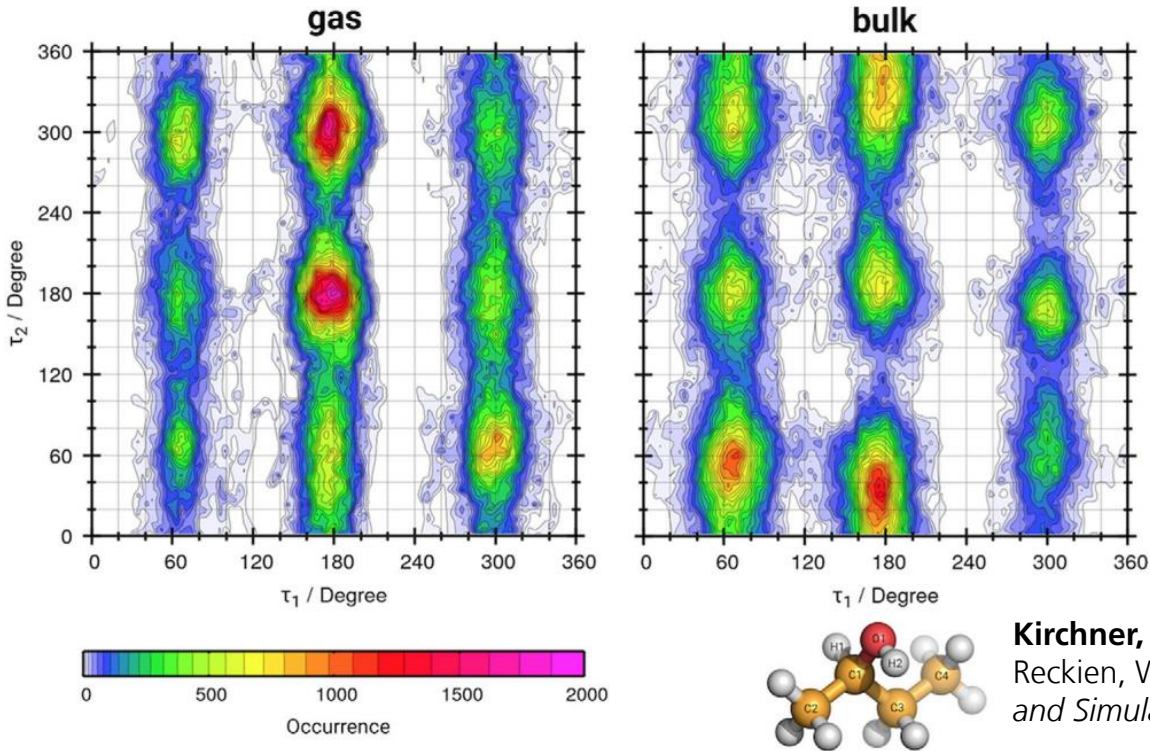 gas
bulk
360
300
240
180
120
60
0
τ₂ / Degree
0 60 120 180 240 300 360
τ₁ / Degree
0 60 120 180 240 300 360
τ₁ / Degree
0 500 1000 1500 2000
Occurrence
H1 O1 H2 C1 C4 C2 C3
Kirchner,
Reckien, V
and Simula